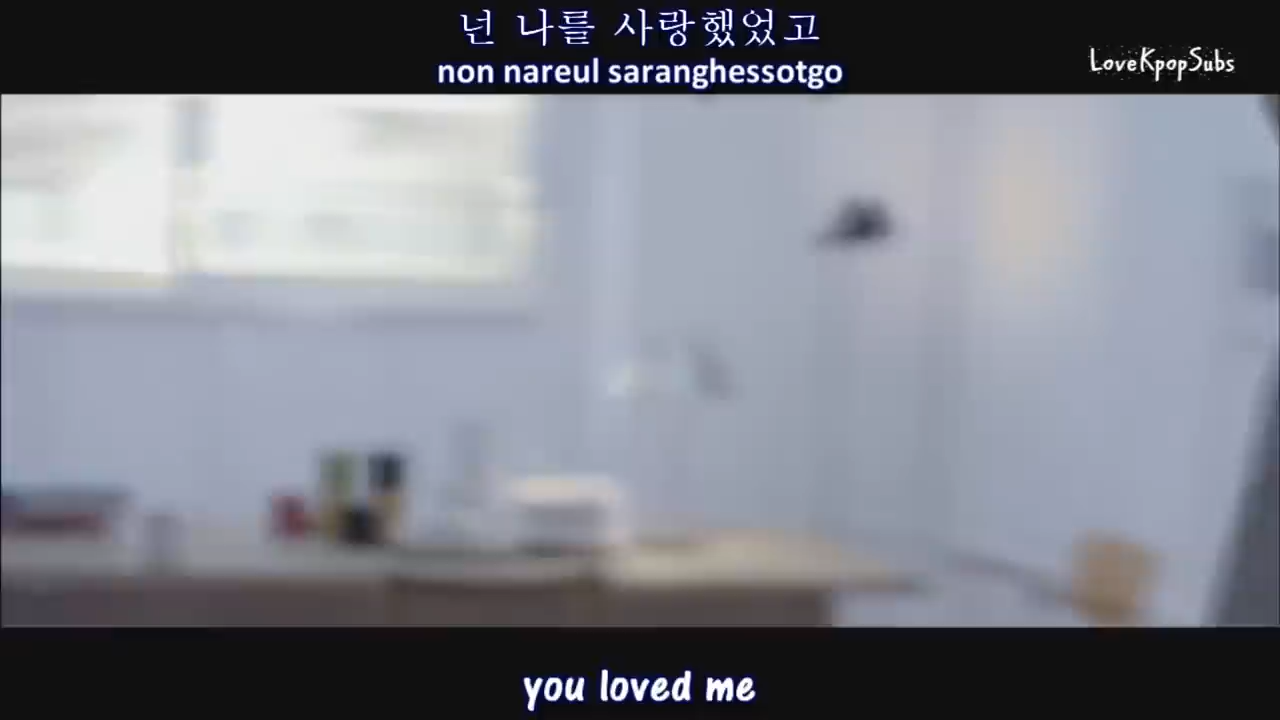 넌 나를 사랑했었고
non nareul saranghessotgo
LoveKpopSubs
you loved me